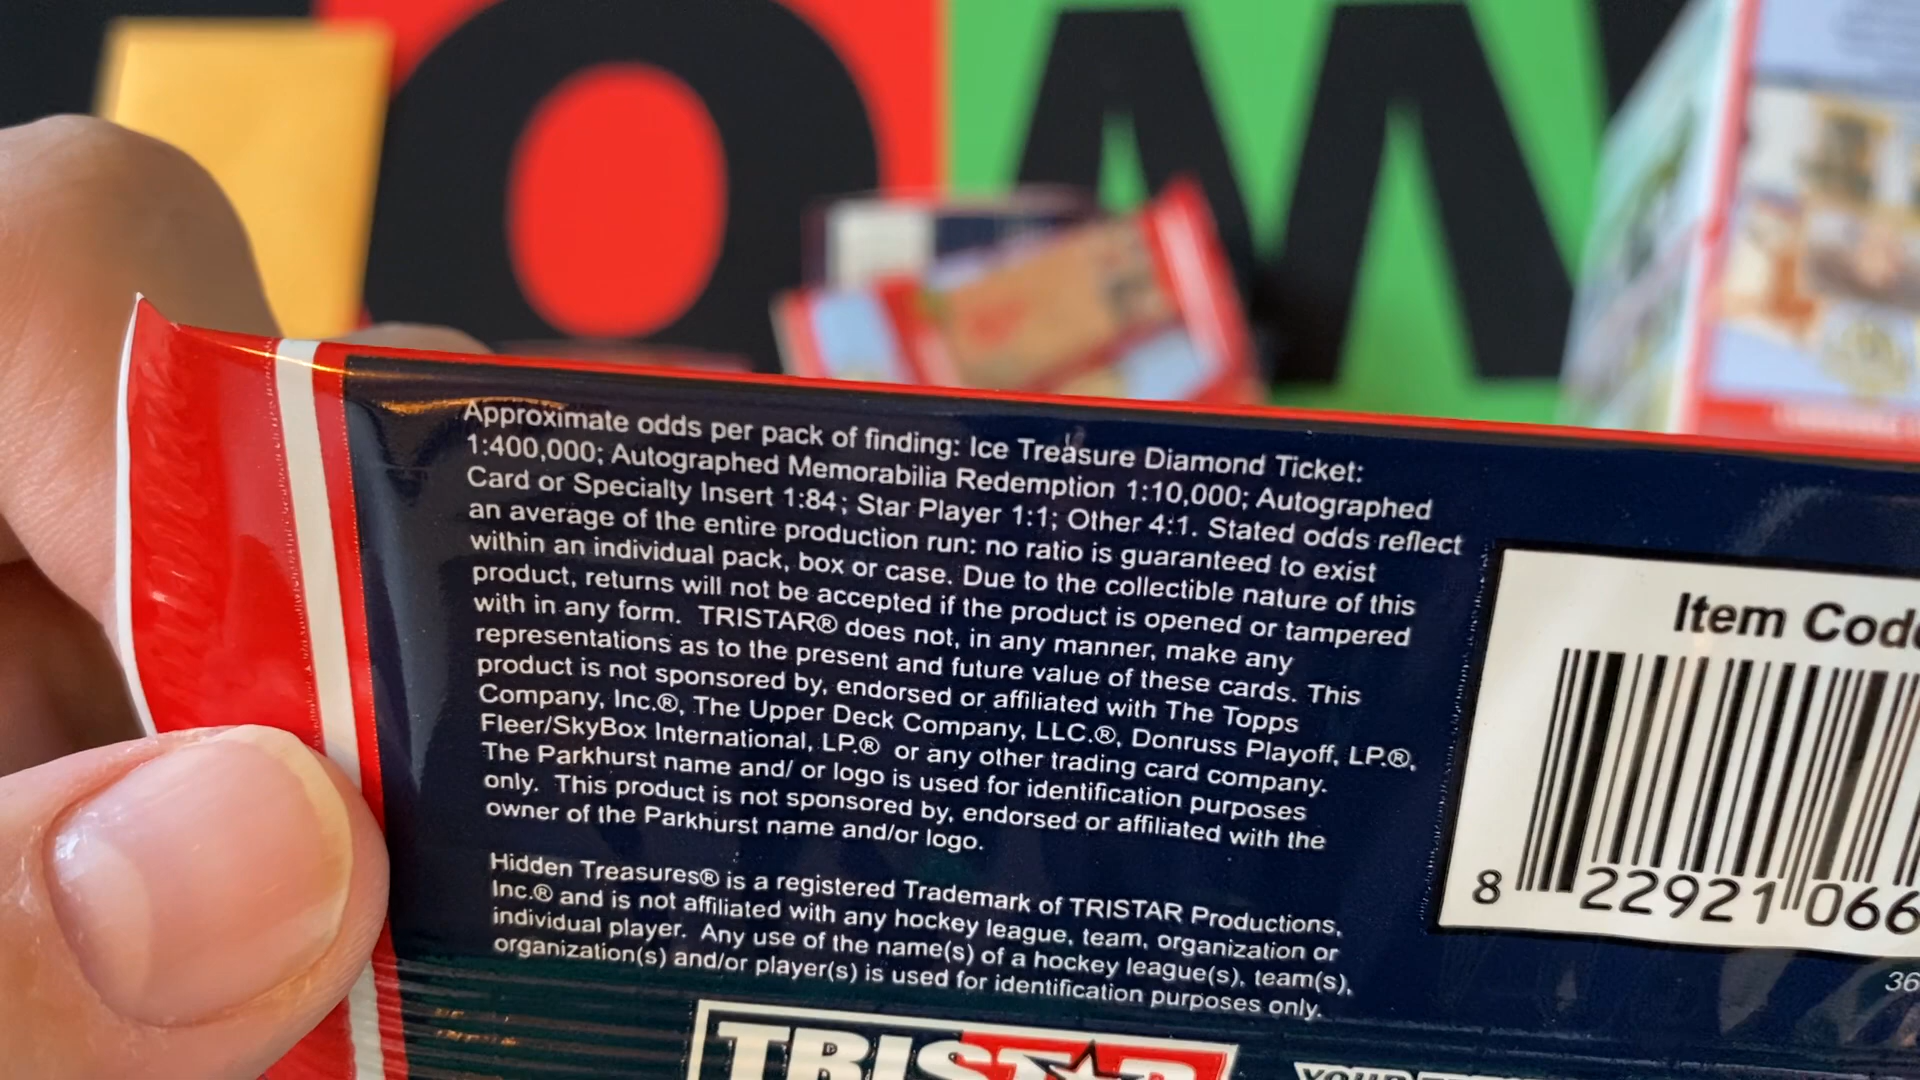 Approximate odds per pack of finding: Ice Treasure Diamond Ticket:
1:400,000; Autographed Memorabilia Redemption 1:10,000; Autographed
Card or Specialty Insert 1:84; Star Player 1:1; Other 4:1. Stated odds reflect
an average of the entire production run: no ratio is guaranteed to exist
within an individual pack, box or case. Due to the collectible nature of this
product, returns will not be accepted if the product is opened or tampered
with in any form. TRISTAR® does not, in any manner, make any
representations as to the present and future value of these cards. This
product is not sponsored by, endorsed or affiliated with The Topps
Company, Inc.®, The Upper Deck Company, LLC.®, Donruss Playoff, LP.®,
Fleer/SkyBox International, LP.® or any other trading card company.
The Parkhurst name and/ or logo is used for identification purposes
only. This product is not sponsored by, endorsed or affiliated with the
owner of the Parkhurst name and/or logo.
Hidden Treasures® is a registered Trademark of TRISTAR Productions,
Inc.® and is not affiliated with any hockey league, team, organization or
individual player. Any use of the name(s) of a hockey league(s), team(s),
organization(s) and/or player(s) is used for identification purposes only.
Item Code
8 22921 066
36
TRISTAR
YOUR